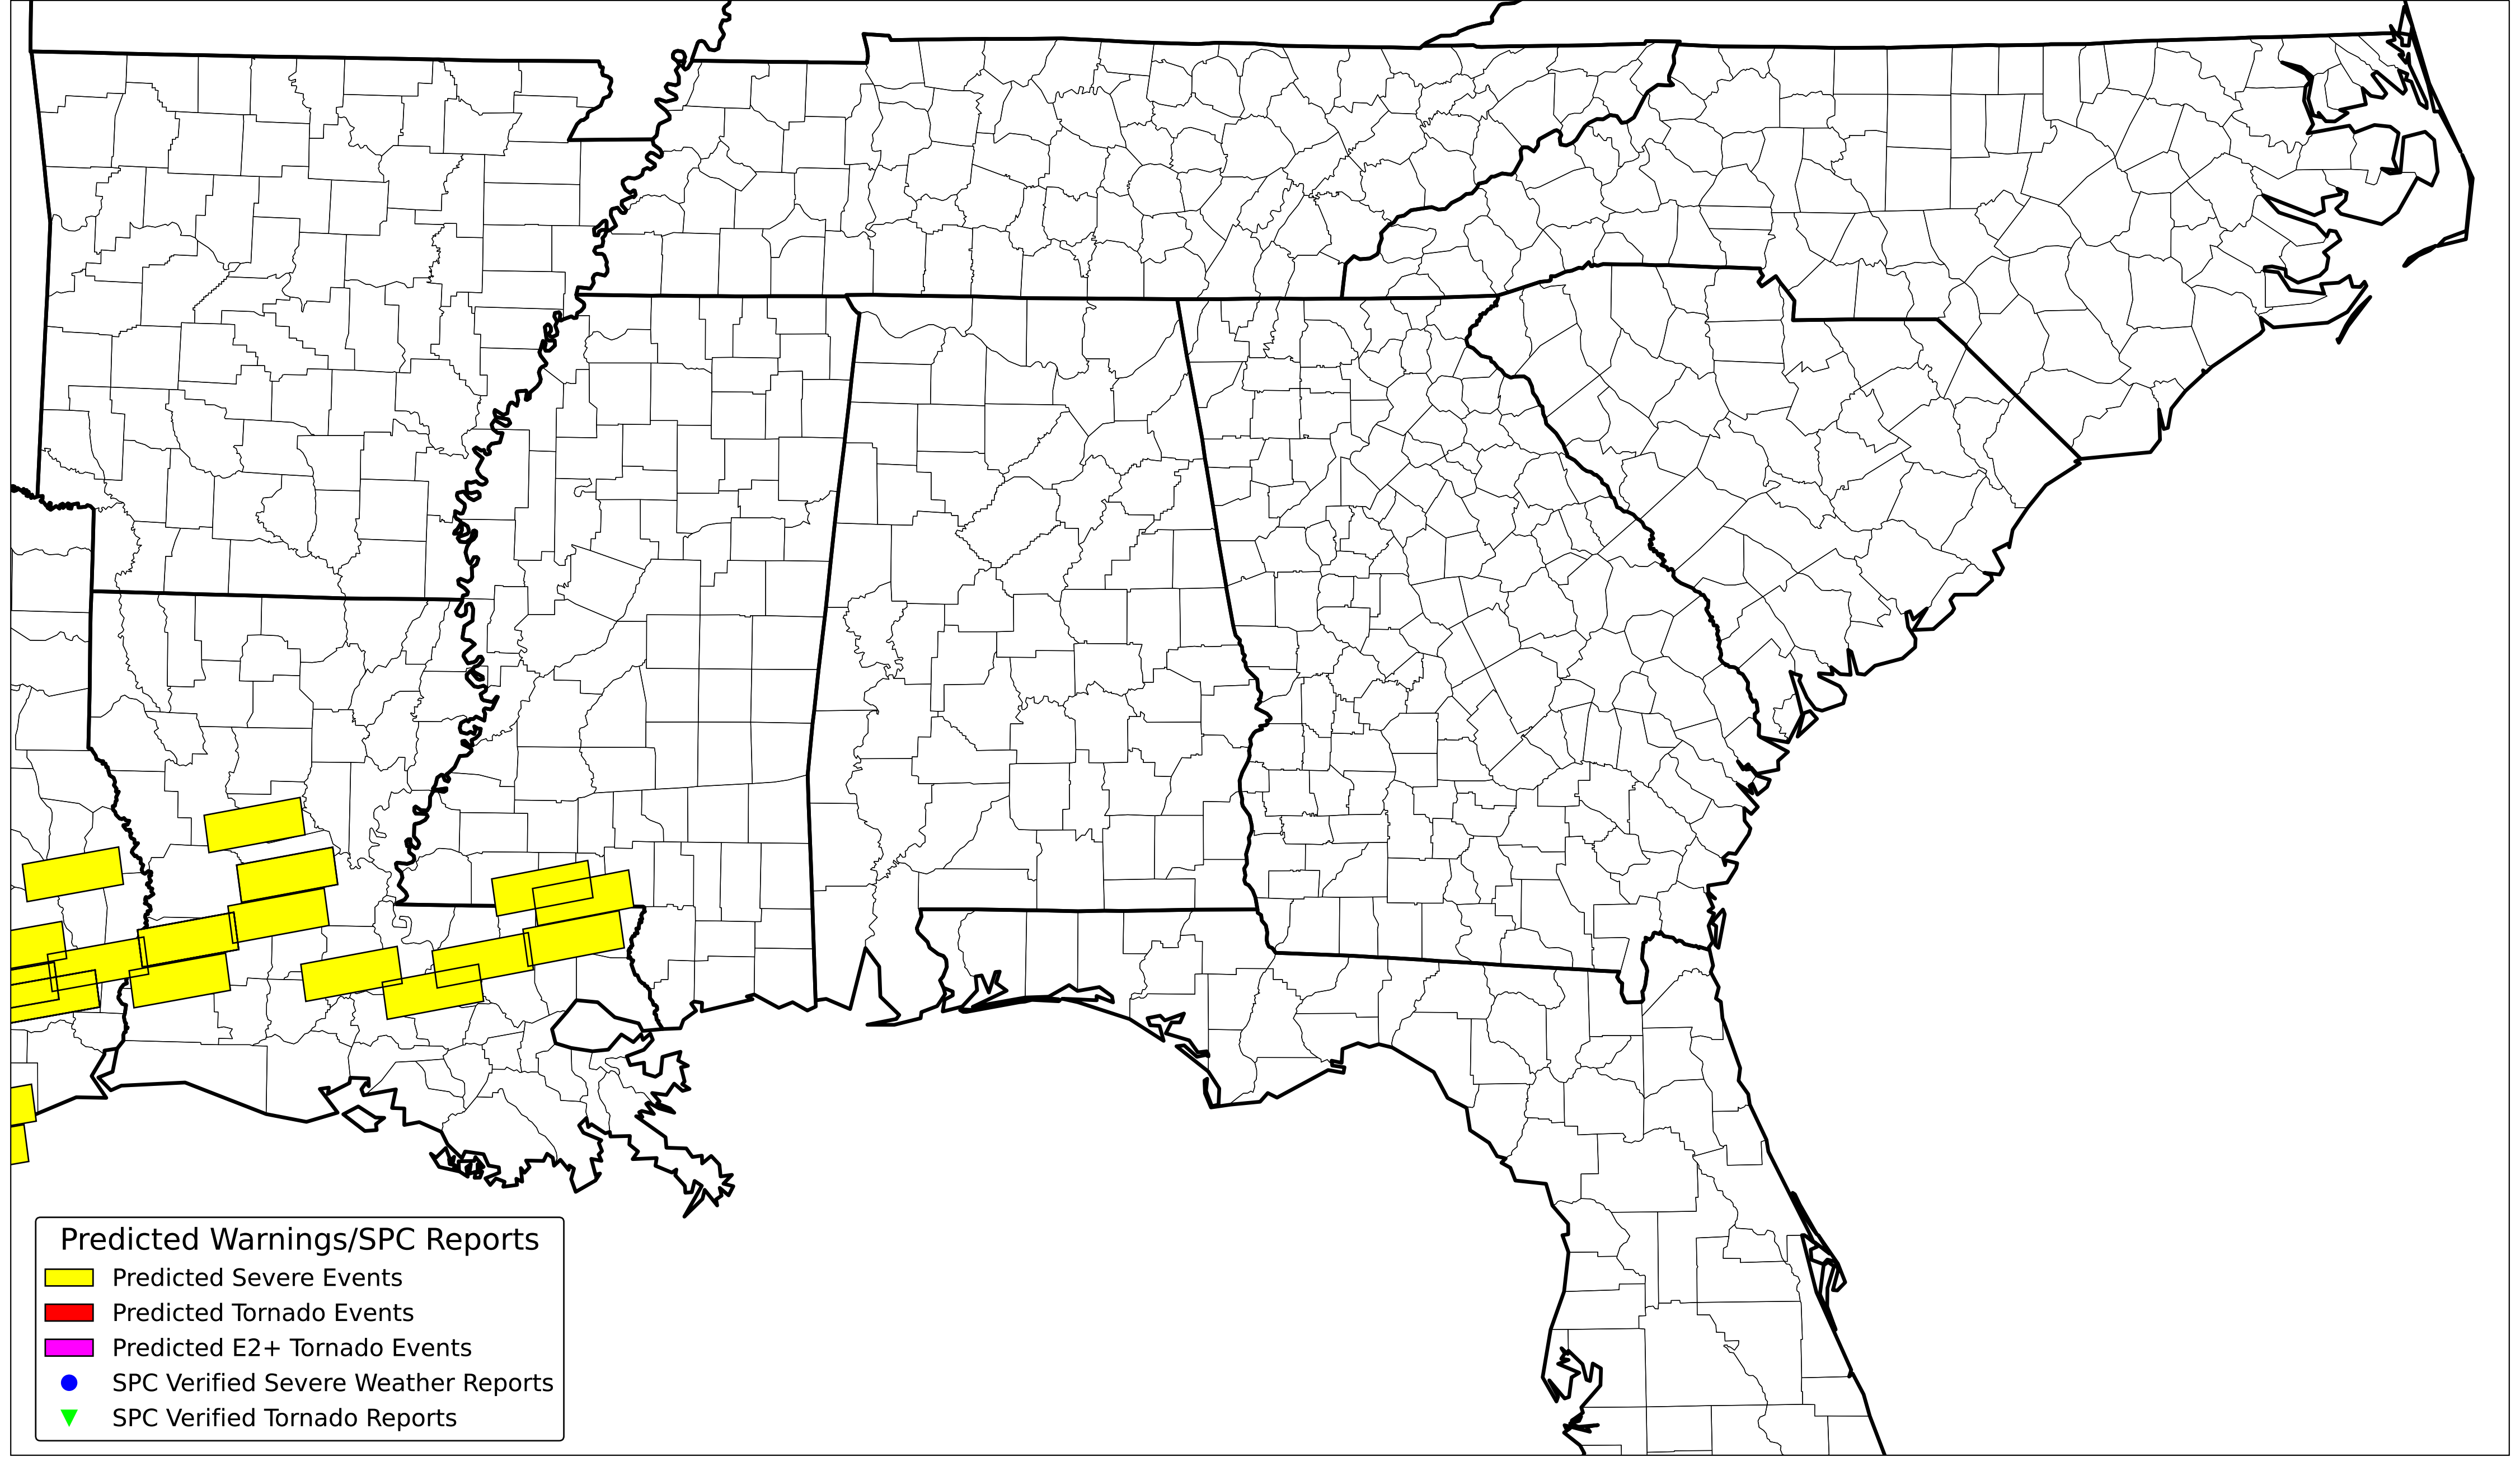 Predicted Warnings/SPC Reports
Predicted Severe Events
Predicted Tornado Events
Predicted E2+ Tornado Events
SPC Verified Severe Weather Reports
SPC Verified Tornado Reports